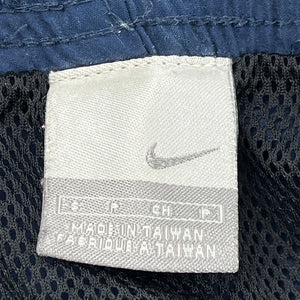 S P CH P
MADE IN TAIWAN
FABRIQUÉ À TAIWAN